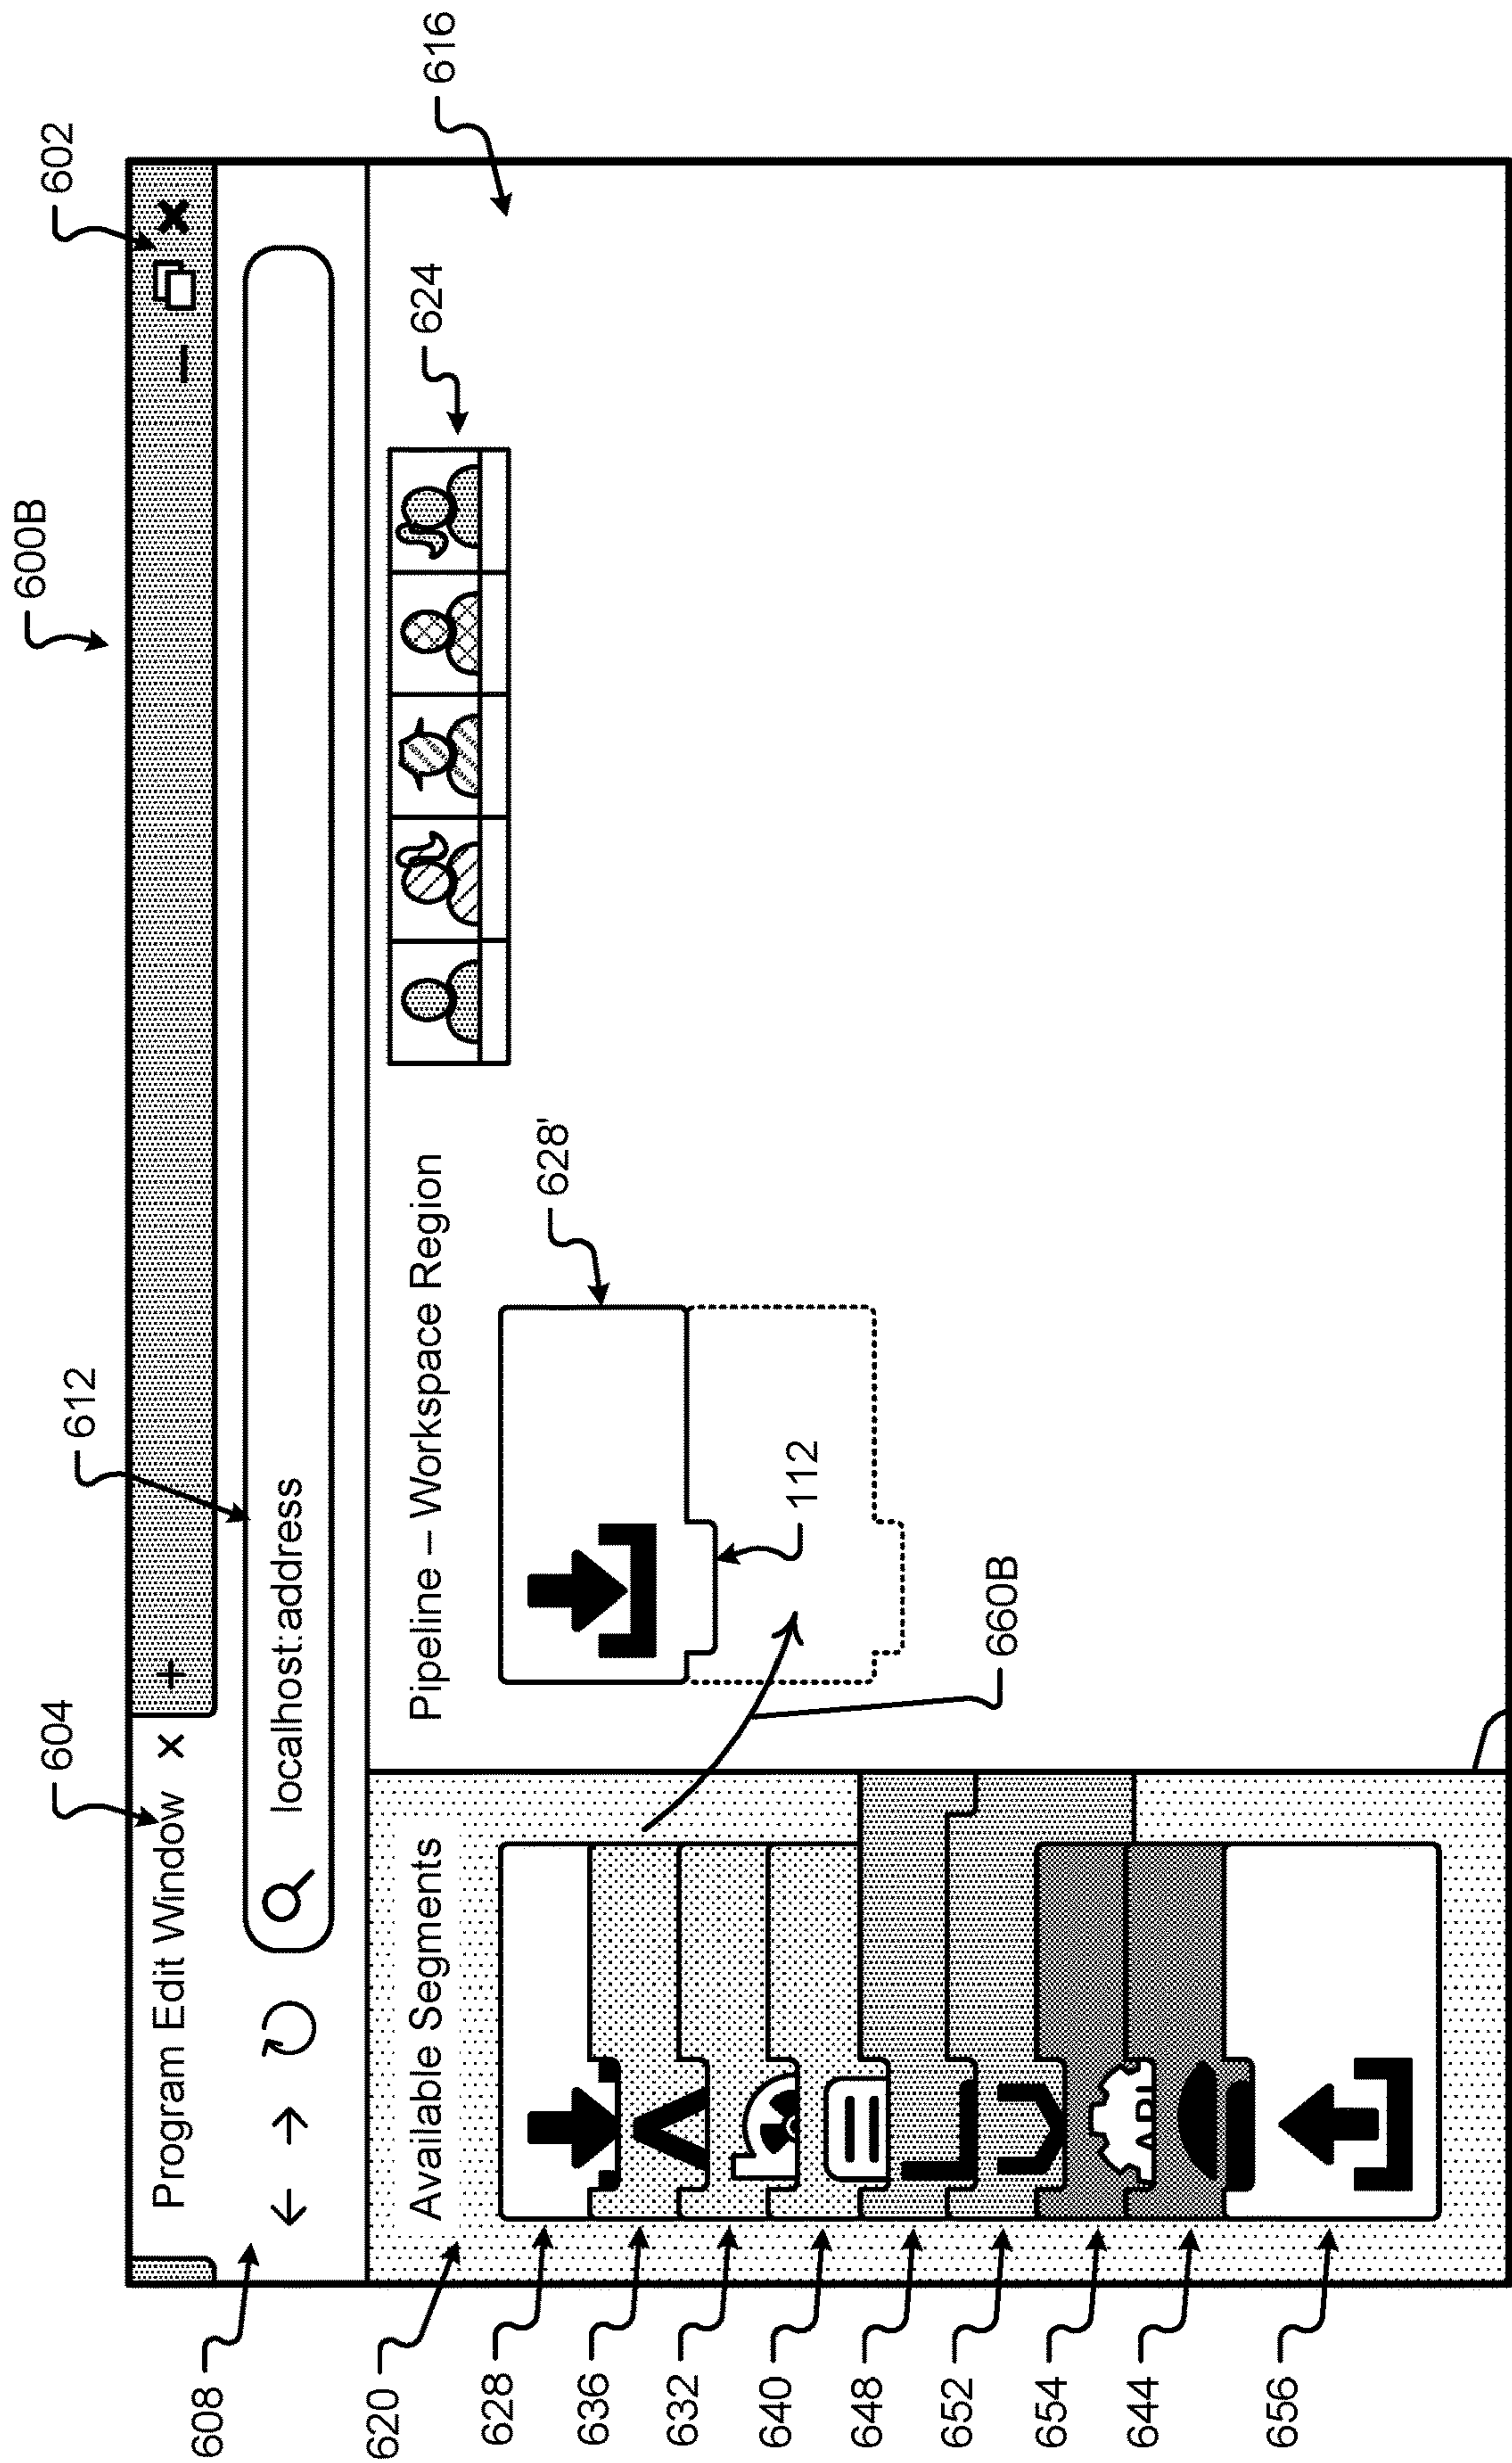 600B
604
612
602
Program Edit Window X
+
608
localhost:address
620
Available Segments
Pipeline – Workspace Region
624
616
628
628'
636
632
112
640
648
660B
652
654
API
644
656